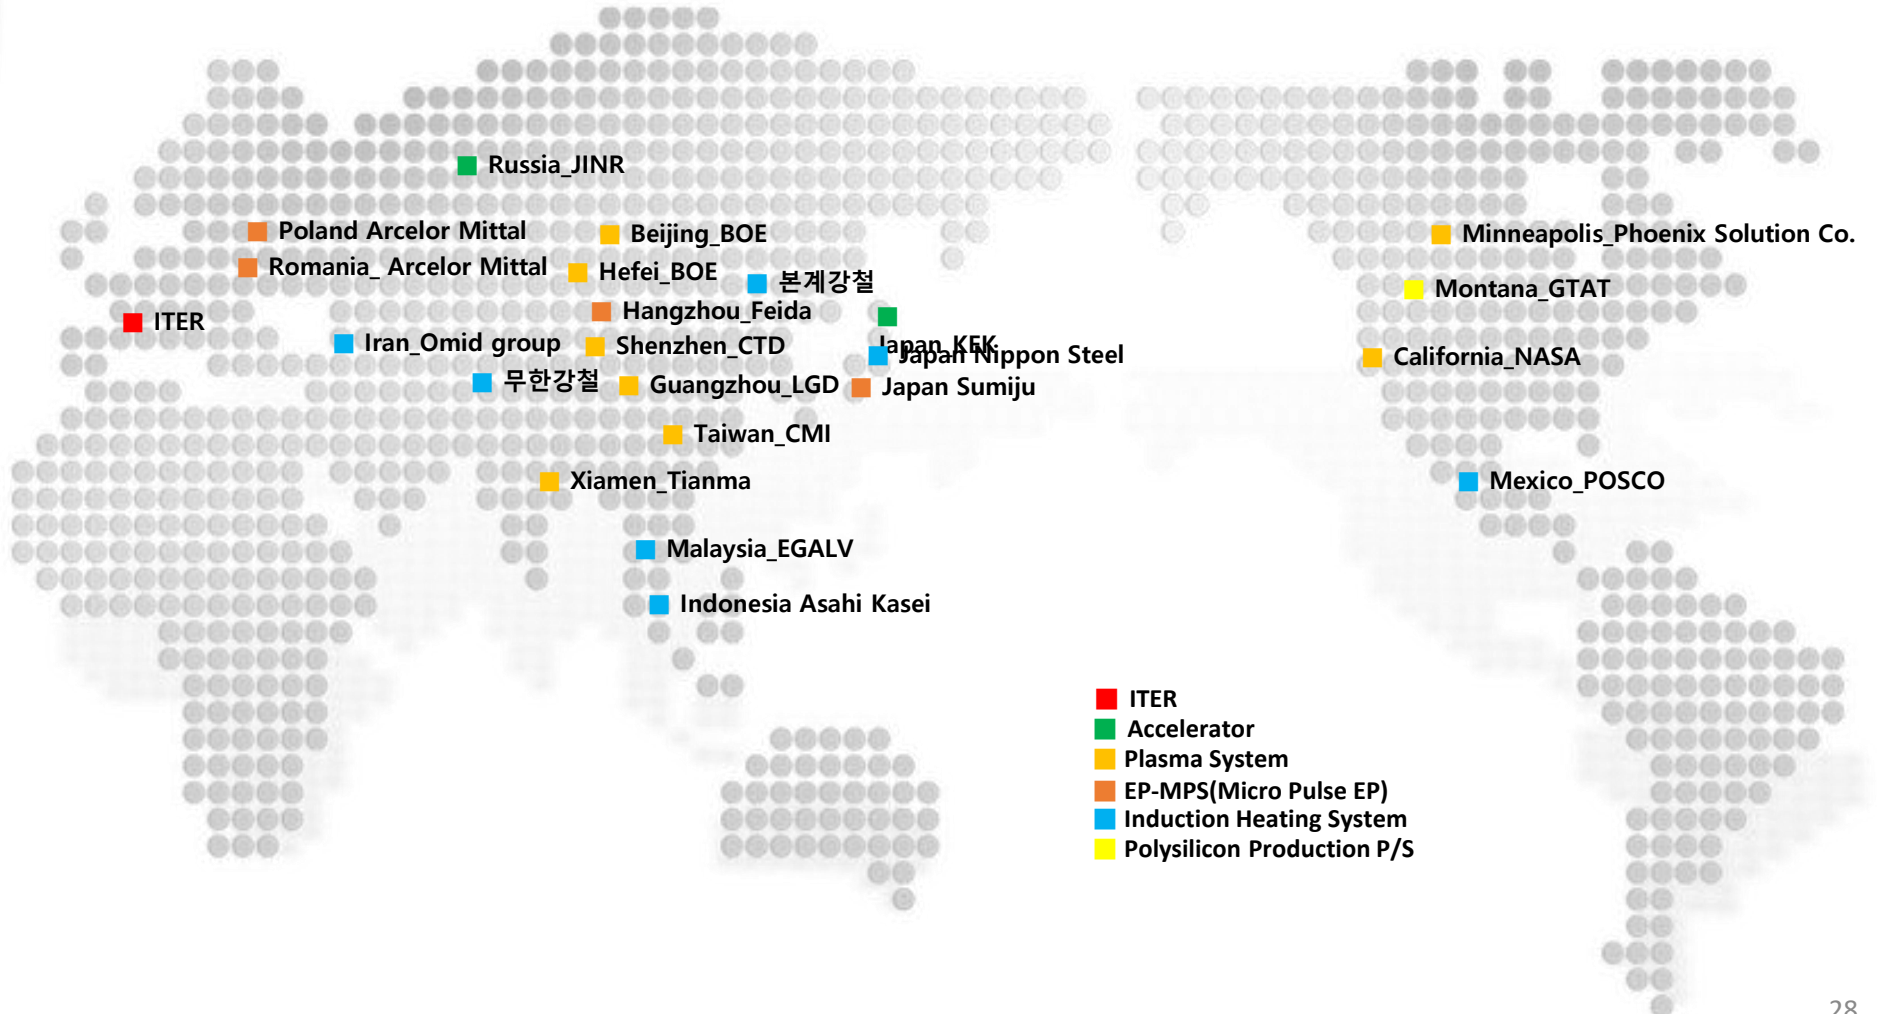 Russia_JINR
Poland Arcelor Mittal
Beijing_BOE
Minneapolis_Phoenix Solution Co.
Romania_ Arcelor Mittal
Hefei_BOE
본계강철
Montana_GTAT
Hangzhou_Feida
ITER
Iran_Omid group
Shenzhen_CTD
Japan_KEK
Japan Nippon Steel
California_NASA
무한강철
Guangzhou_LGD
Japan Sumiju
Taiwan_CMI
Xiamen_Tianma
Mexico_POSCO
Malaysia_EGALV
Indonesia Asahi Kasei
ITER
Accelerator
Plasma System
EP-MPS(Micro Pulse EP)
Induction Heating System
Polysilicon Production P/S
28